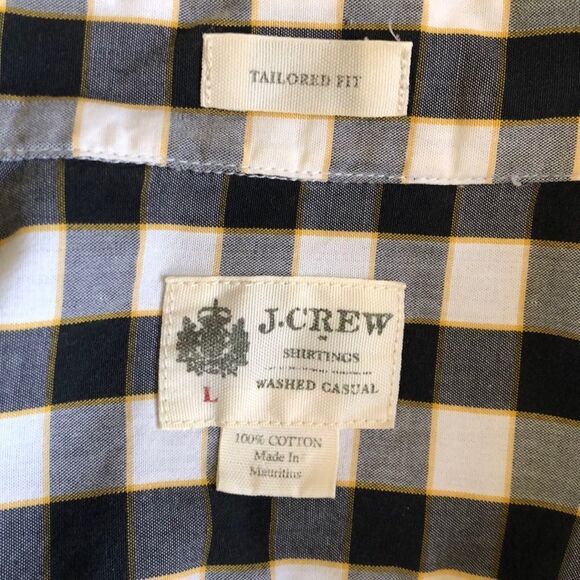 TAILORED FIT
J.CREW
SHIRTINGS
WASHED CASUAL
L
100% COTTON
Made In
Mauritius